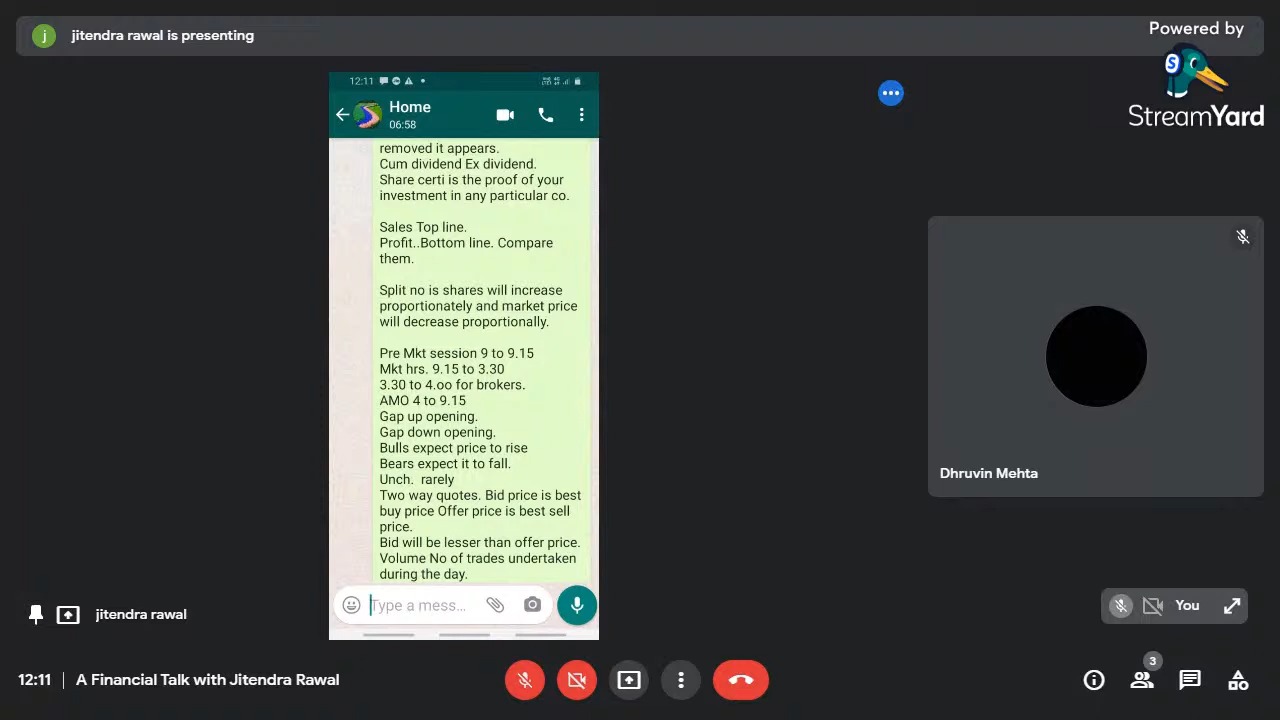 j jitendra rawal is presenting
Powered by
S
StreamYard
12:11
Home
06:58
removed it appears.
Cum dividend Ex dividend.
Share certi is the proof of your
investment in any particular co.
Sales Top line.
Profit..Bottom line. Compare
them.
Split no is shares will increase
proportionately and market price
will decrease proportionally.
Pre Mkt session 9 to 9.15
Mkt hrs. 9.15 to 3.30
3.30 to 4.oo for brokers.
AMO 4 to 9.15
Gap up opening.
Gap down opening.
Bulls expect price to rise
Bears expect it to fall.
Unch.  rarely
Two way quotes. Bid price is best
buy price Offer price is best sell
price.
Bid will be lesser than offer price.
Volume No of trades undertaken
during the day.
Type a mess...
Dhruvin Mehta
jitendra rawal
You
12:11 | A Financial Talk with Jitendra Rawal
3